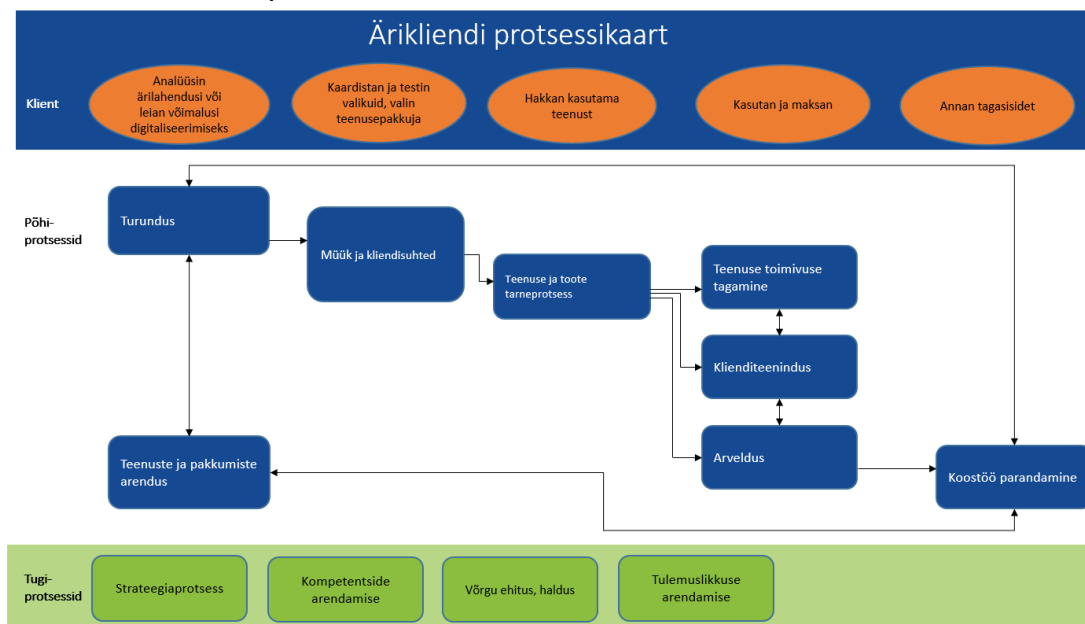 Ärikliendi protsessikaart
Klient
Analüüsin
ärilahendusi või
leian võimalusi
digitaliseerimiseks
Kaardistan ja testin
valikuid, valin
teenusepakkuja
Hakkan kasutama
teenust
Kasutan ja maksan
Annan tagasisidet
Põhi-
protsessid
Turundus
Müük ja kliendisuhted
Teenuse ja toote
tarneprotsess
Teenuse toimivuse
tagamine
Klienditeenindus
Arveldus
Teenuste ja pakkumiste
arendus
Koostöö parandamine
Tugi-
protsessid
Strateegiaprotsess
Kompetentside
arendamise
Võrgu ehitus, haldus
Tulemuslikkuse
arendamise